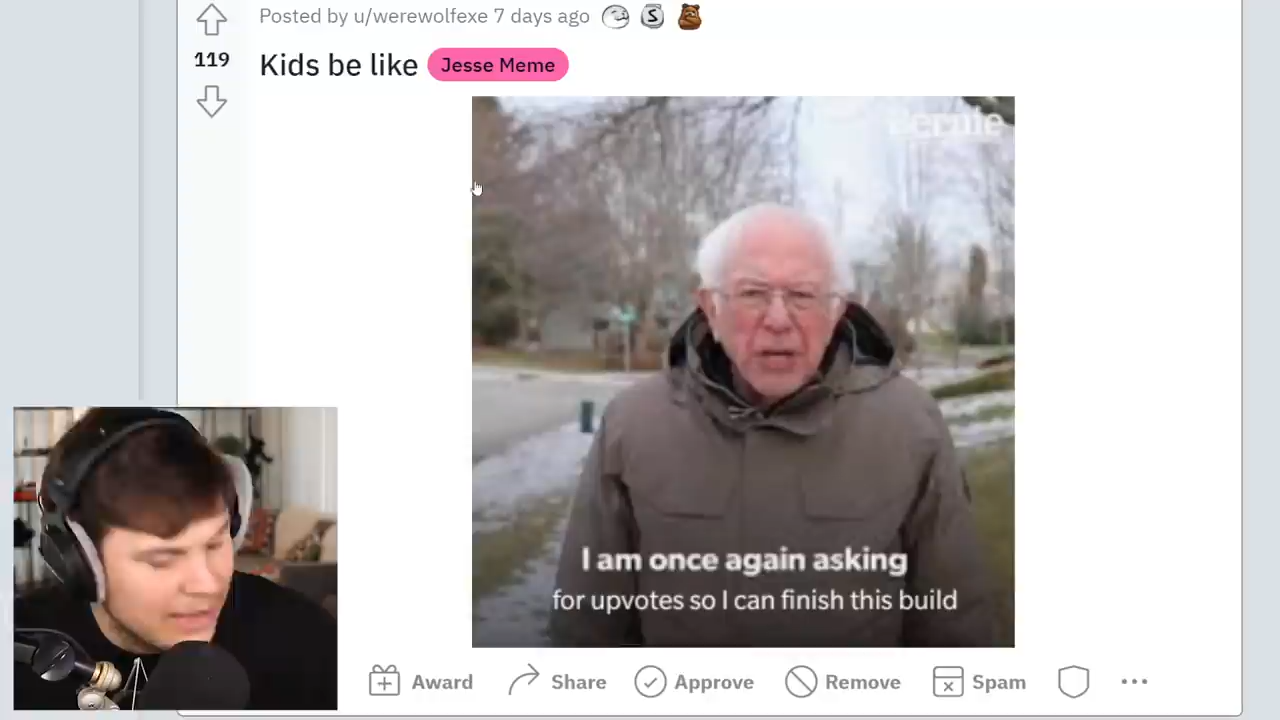 Posted by u/werewolfexe 7 days ago
119
Kids be like Jesse Meme
Bernie
I am once again asking
for upvotes so I can finish this build
Award Share Approve Remove Spam